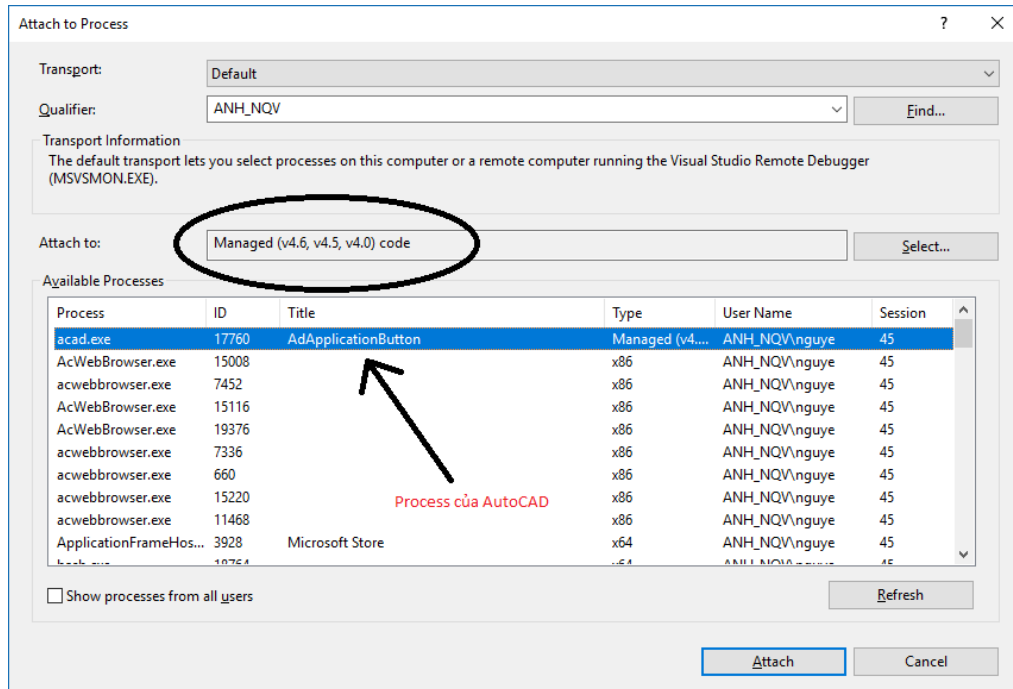 Attach to Process
Transport:
Default
Qualifier:
ANH_NQV
Find...
Transport Information
The default transport lets you select processes on this computer or a remote computer running the Visual Studio Remote Debugger
(MSVSMON.EXE).
Attach to:
Managed (v4.6, v4.5, v4.0) code
Select...
Available Processes
Process ID Title Type User Name Session
acad.exe 17760 AdApplicationButton Managed (v4.... ANH_NQV\nguye 45
AcWebBrowser.exe 15008 x86 ANH_NQV\nguye 45
acwebbrowser.exe 7452 x86 ANH_NQV\nguye 45
AcWebBrowser.exe 15116 x86 ANH_NQV\nguye 45
AcWebBrowser.exe 19376 x86 ANH_NQV\nguye 45
acwebbrowser.exe 7336 x86 ANH_NQV\nguye 45
acwebbrowser.exe 660 x86 ANH_NQV\nguye 45
acwebbrowser.exe 15220 x86 ANH_NQV\nguye 45
acwebbrowser.exe 11468 x86 ANH_NQV\nguye 45
ApplicationFrameHos... 3928 Microsoft Store x64 ANH_NQV\nguye 45
Process của AutoCAD
Show processes from all users
Refresh
Attach
Cancel